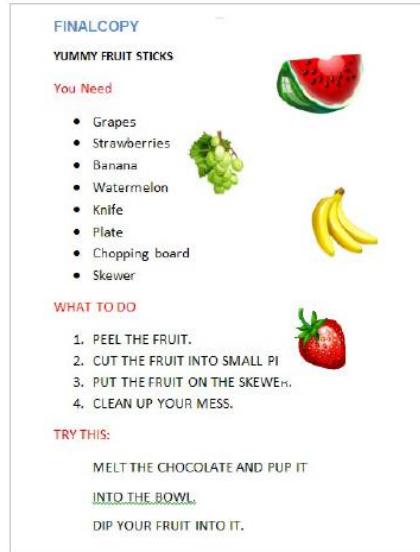 FINALCOPY
YUMMY FRUIT STICKS
You Need
• Grapes
• Strawberries
• Banana
• Watermelon
• Knife
• Plate
• Chopping board
• Skewer
WHAT TO DO
1. PEEL THE FRUIT.
2. CUT THE FRUIT INTO SMALL PI
3. PUT THE FRUIT ON THE SKEWER.
4. CLEAN UP YOUR MESS.
TRY THIS:
MELT THE CHOCOLATE AND PUP IT
INTO THE BOWL.
DIP YOUR FRUIT INTO IT.